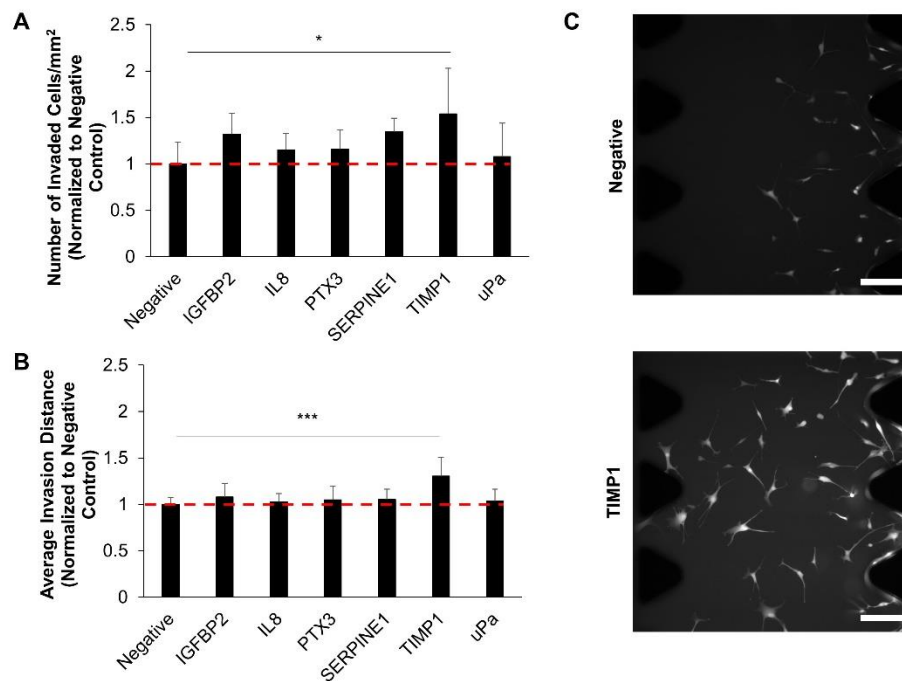 A
Number of Invaded Cells/mm²
(Normalized to Negative
Control)
2.5
2
1.5
1
0.5
0
*
Negative
IGFBP2
IL8
PTX3
SERPINE1
TIMP1
uPa
B
Average Invasion Distance
(Normalized to Negative
Control)
2.5
2
1.5
1
0.5
0
***
Negative
IGFBP2
IL8
PTX3
SERPINE1
TIMP1
uPa
C
Negative
TIMP1